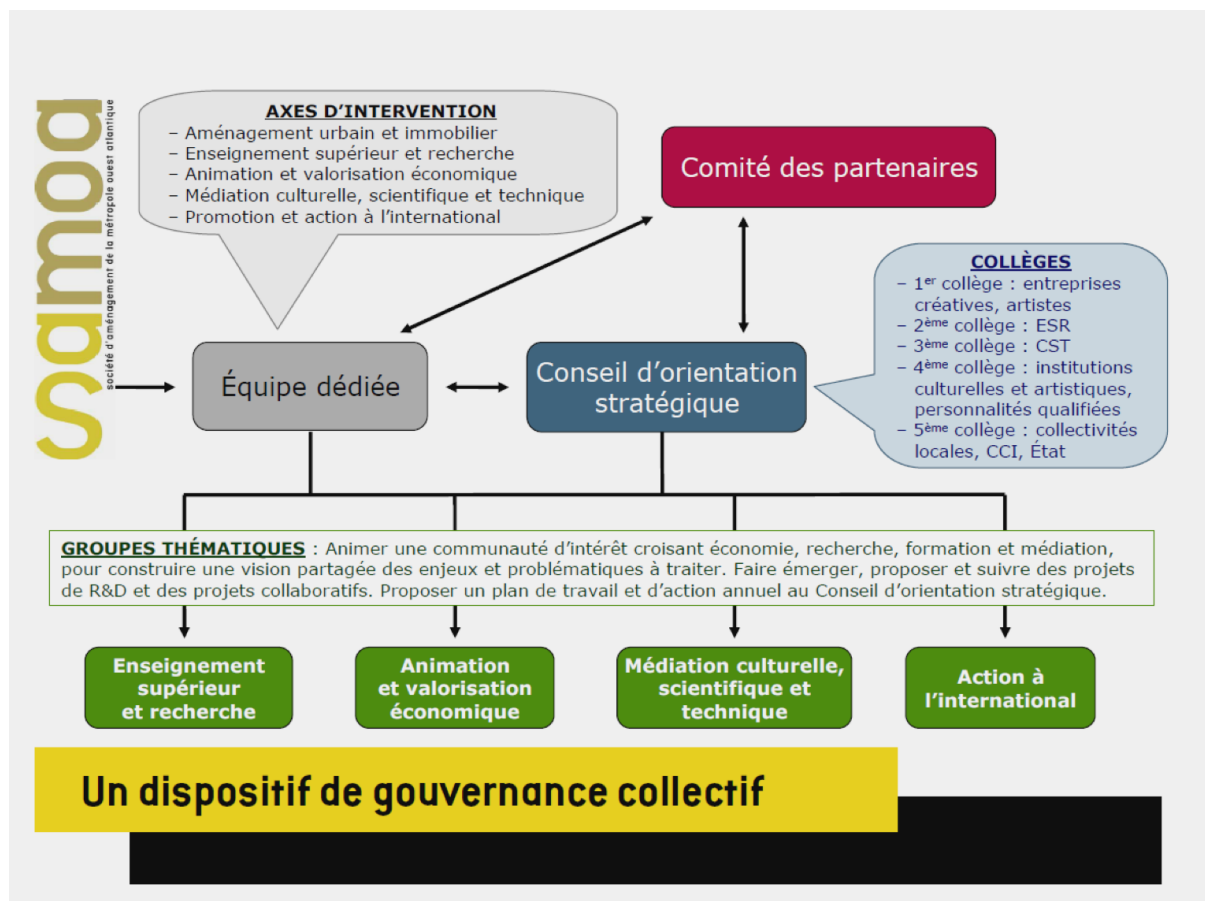 samoa
société d'aménagement de la métropole ouest atlantique
AXES D'INTERVENTION
– Aménagement urbain et immobilier
– Enseignement supérieur et recherche
– Animation et valorisation économique
– Médiation culturelle, scientifique et technique
– Promotion et action à l'international
Comité des partenaires
COLLÈGES
– 1er collège : entreprises
créatives, artistes
– 2ème collège : ESR
– 3ème collège : CST
– 4ème collège : institutions
culturelles et artistiques,
personnalités qualifiées
– 5ème collège : collectivités
locales, CCI, État
Équipe dédiée
Conseil d'orientation
stratégique
GROUPES THÉMATIQUES : Animer une communauté d'intérêt croisant économie, recherche, formation et médiation,
pour construire une vision partagée des enjeux et problématiques à traiter. Faire émerger, proposer et suivre des projets
de R&D et des projets collaboratifs. Proposer un plan de travail et d'action annuel au Conseil d'orientation stratégique.
Enseignement
supérieur
et recherche
Animation
et valorisation
économique
Médiation culturelle,
scientifique et
technique
Action à
l'international
Un dispositif de gouvernance collectif